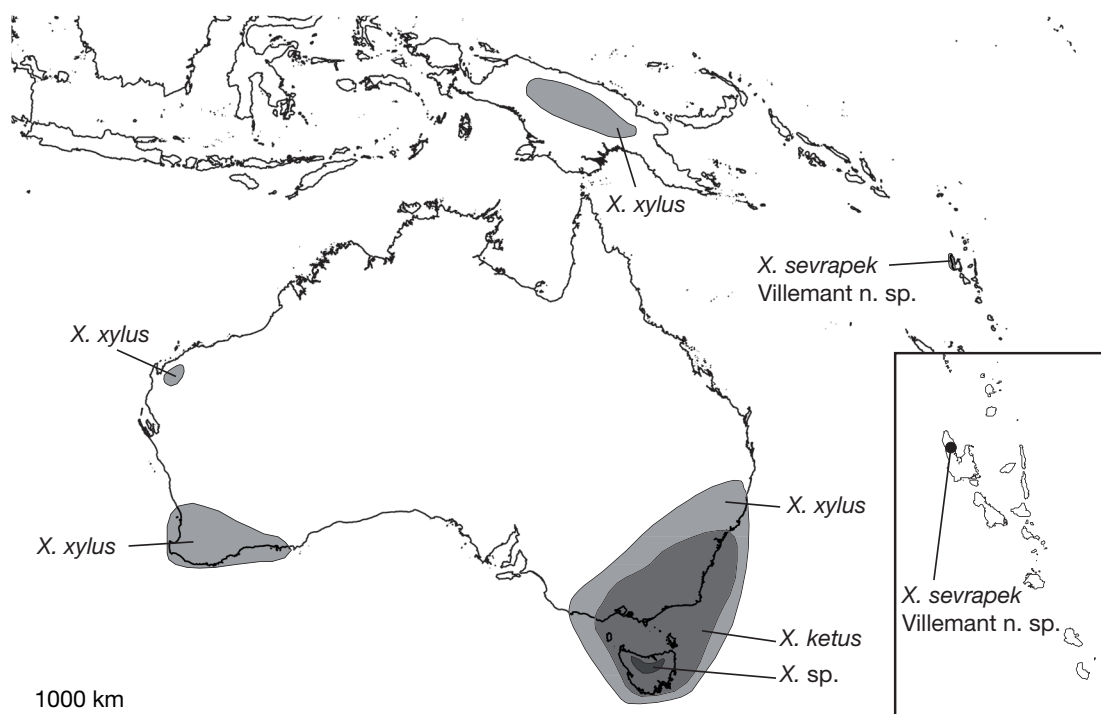 X. xylus
X. sevrapek
Villemant n. sp.
X. xylus
X. xylus
X. xylus
X. sevrapek
Villemant n. sp.
X. ketus
X. sp.
1000 km